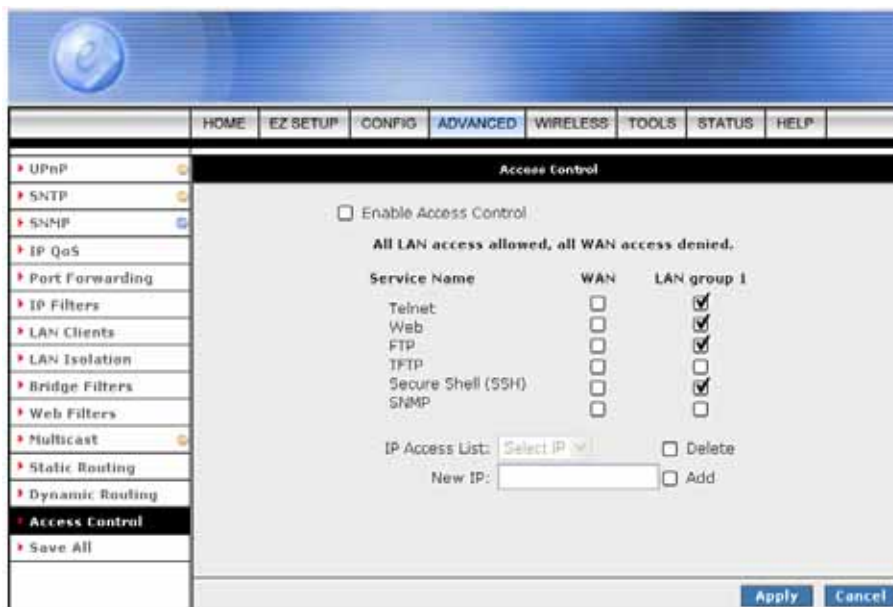 HOME EZ SETUP CONFIG ADVANCED WIRELESS TOOLS STATUS HELP
UPnP
SNTP
SNMP
IP QoS
Port Forwarding
IP Filters
LAN Clients
LAN Isolation
Bridge Filters
Web Filters
Multicast
Static Routing
Dynamic Routing
Access Control
Save All
Access Control
Enable Access Control
All LAN access allowed, all WAN access denied.
Service Name WAN LAN group 1
Telnet
Web
FTP
TFTP
Secure Shell (SSH)
SNMP
IP Access List: Select IP Delete
New IP: Add
Apply Cancel